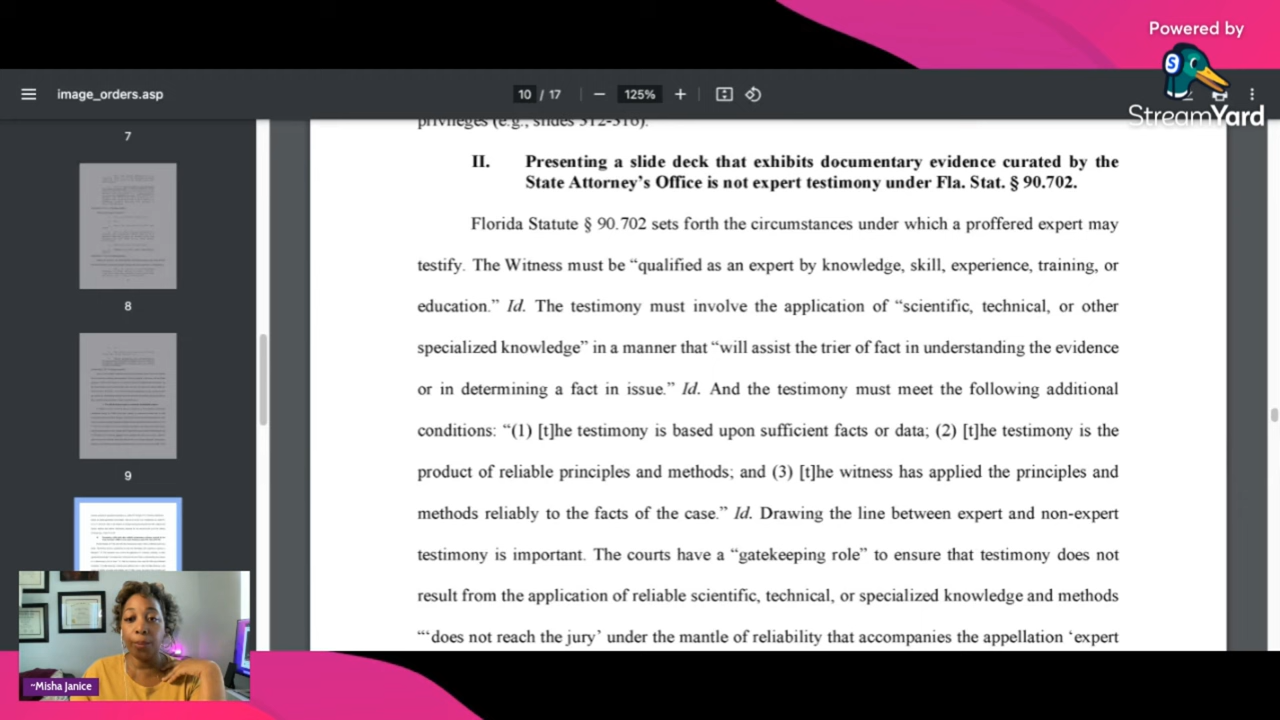 Powered by
StreamYard
image_orders.asp
10 / 17
125%
7
8
9
privileges (e.g., slides 312-316).
II. Presenting a slide deck that exhibits documentary evidence curated by the
State Attorney’s Office is not expert testimony under Fla. Stat. § 90.702.
Florida Statute § 90.702 sets forth the circumstances under which a proffered expert may
testify. The Witness must be “qualified as an expert by knowledge, skill, experience, training, or
education.” Id. The testimony must involve the application of “scientific, technical, or other
specialized knowledge” in a manner that “will assist the trier of fact in understanding the evidence
or in determining a fact in issue.” Id. And the testimony must meet the following additional
conditions: “(1) [t]he testimony is based upon sufficient facts or data; (2) [t]he testimony is the
product of reliable principles and methods; and (3) [t]he witness has applied the principles and
methods reliably to the facts of the case.” Id. Drawing the line between expert and non-expert
testimony is important. The courts have a “gatekeeping role” to ensure that testimony does not
result from the application of reliable scientific, technical, or specialized knowledge and methods
“‘does not reach the jury’ under the mantle of reliability that accompanies the appellation ‘expert
~Misha Janice